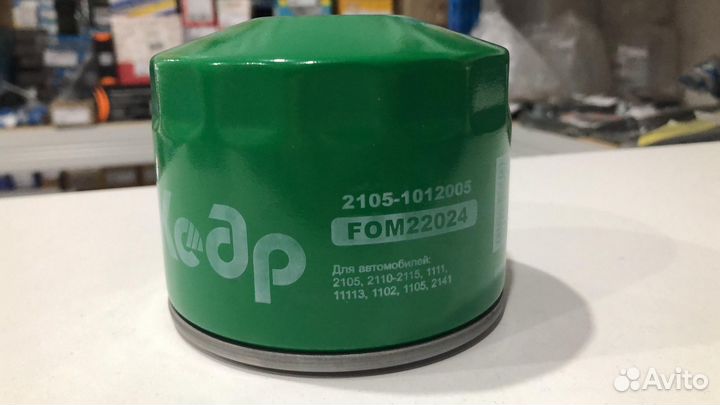 Кедр
2105-1012005
FOM22024
Для автомобилей:
2105, 2110-2115, 1111,
11113, 1102, 1105, 2141
Avito